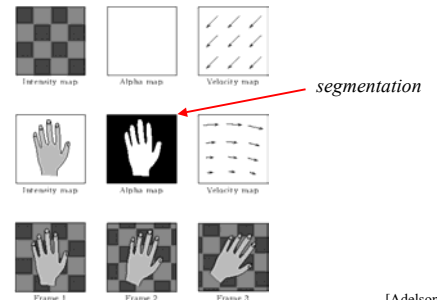 Intensity map Alpha map Velocity map
segmentation
Intensity map Alpha map Velocity map
Frame 1 Frame 2 Frame 3
[Adelson